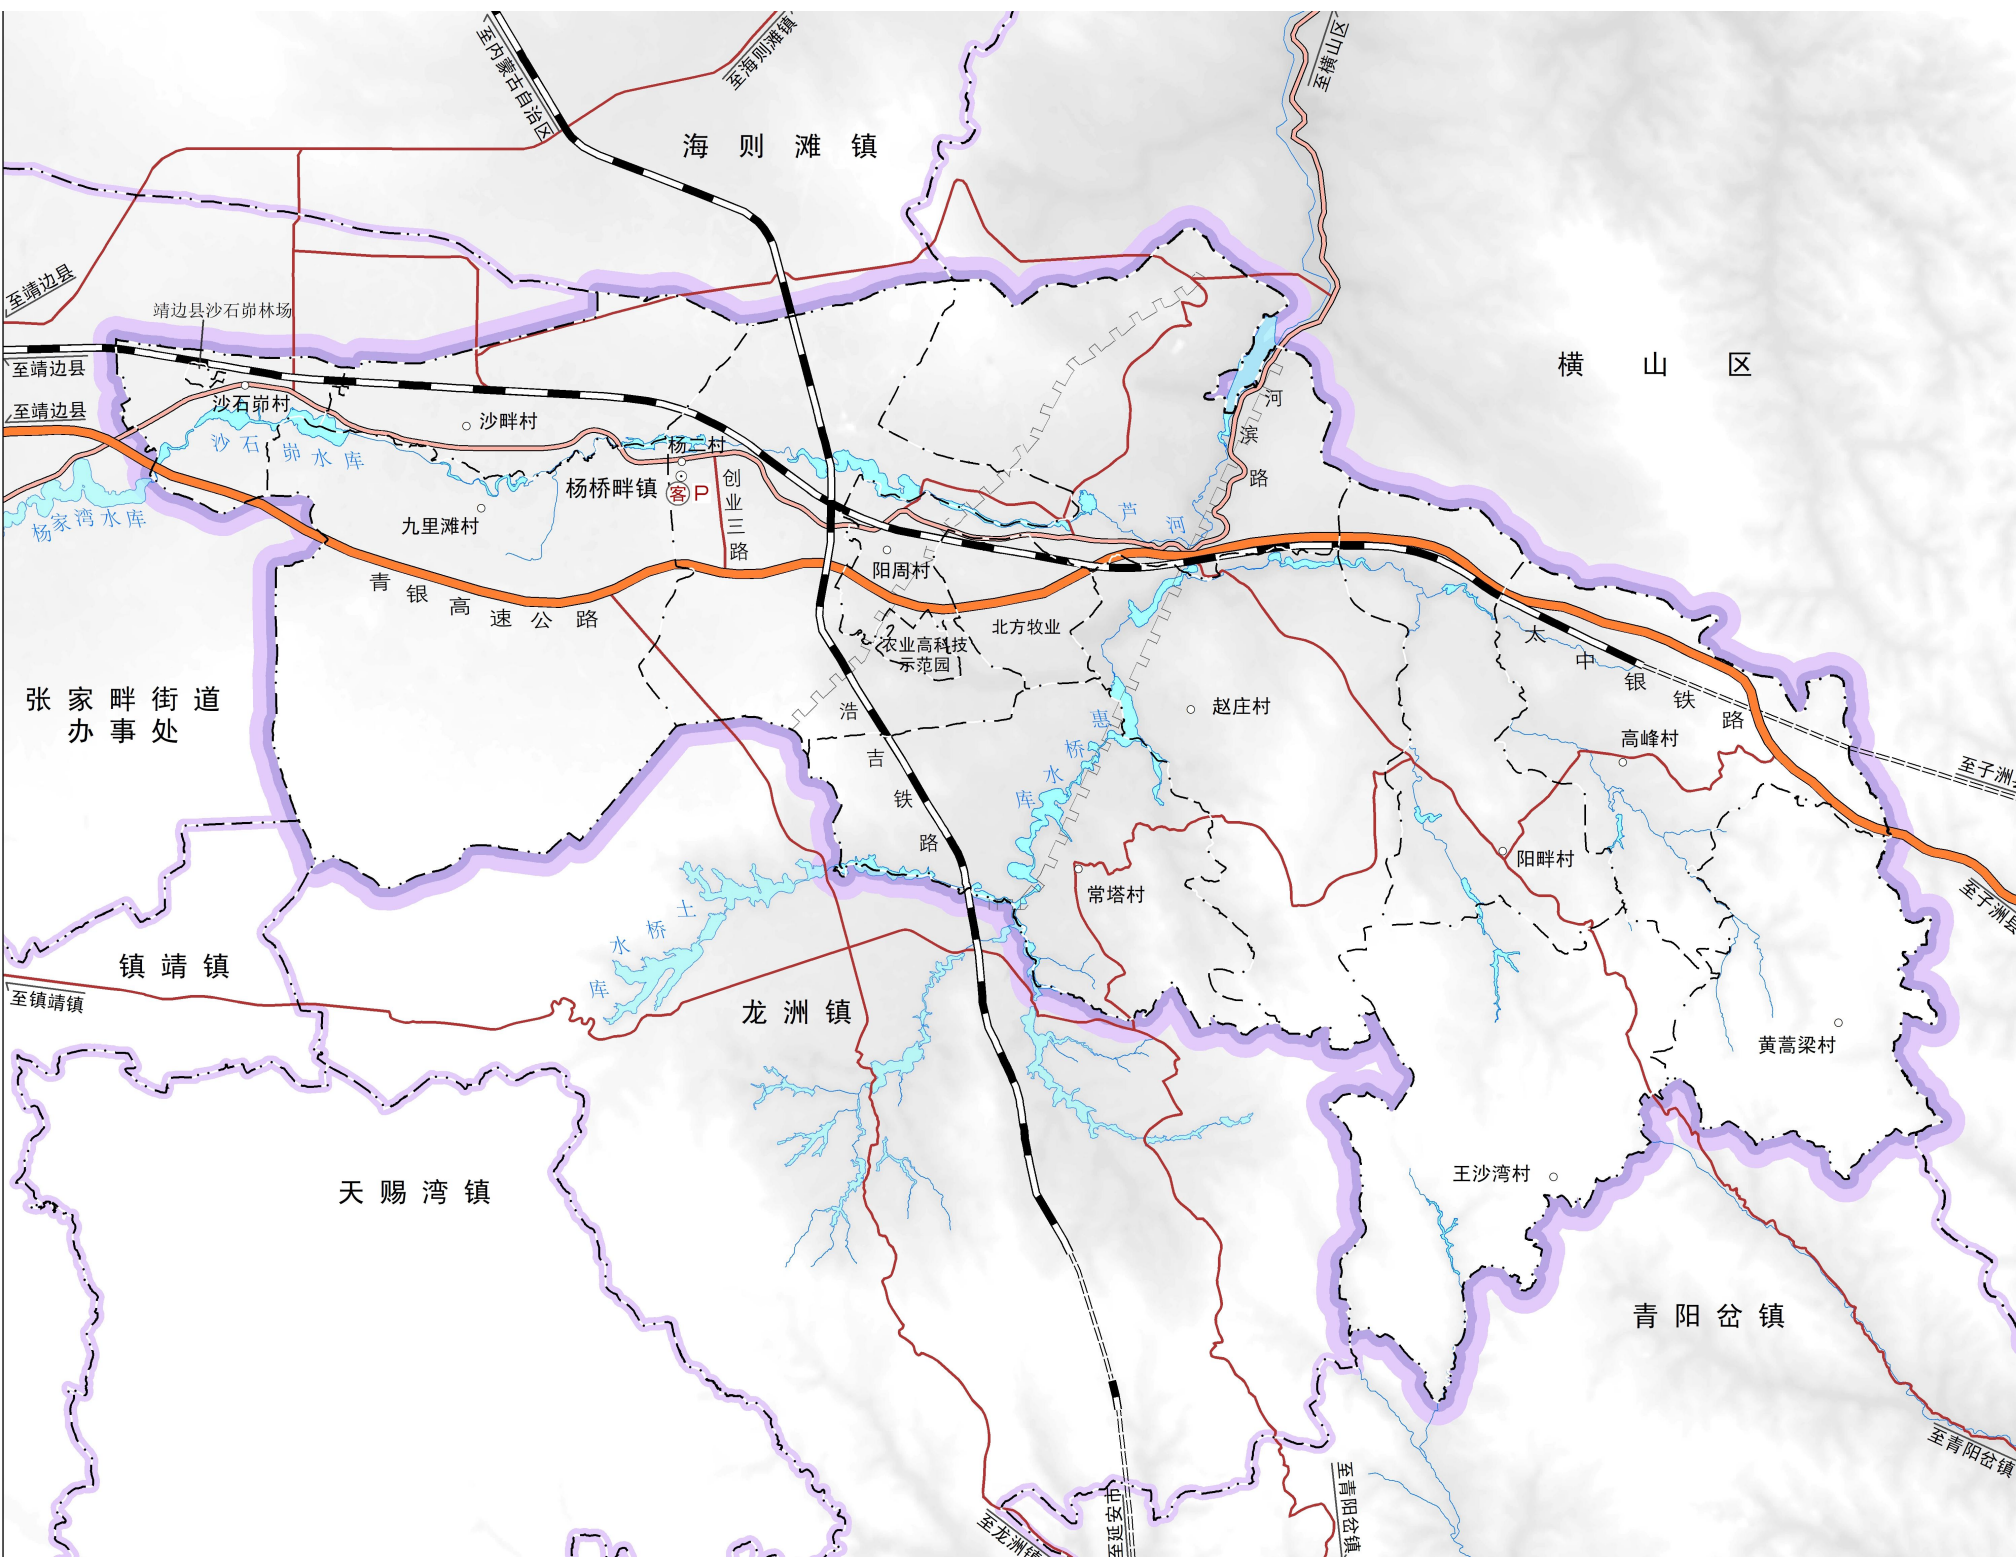 至内蒙古自治区
至海则滩镇
至横山区
海则滩镇
至靖边县
靖边县沙石峁林场
至靖边县
至靖边县
沙石峁村
沙畔村
沙石峁水库
杨家湾水库
杨二村
杨桥畔镇
客P
创业三路
九里滩村
横山区
河滨路
芦河
阳周村
青银高速公路
农业高科技
示范园
北方牧业
太中银铁路
张家畔街道
办事处
浩吉铁路
惠桥水库
赵庄村
高峰村
至子洲县
阳畔村
常塔村
至子洲县
土桥水库
镇靖镇
至镇靖镇
龙洲镇
黄蒿梁村
天赐湾镇
王沙湾村
青阳岔镇
至青阳岔镇
至龙洲镇
至延安市
至青阳岔镇